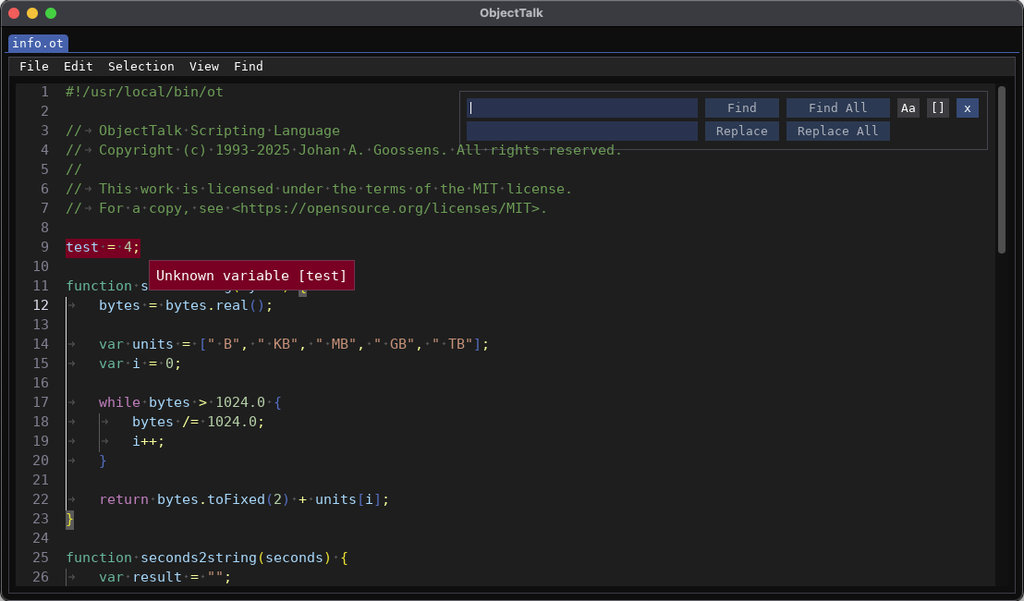 ObjectTalk
info.ot
File Edit Selection View Find
Find Find All Aa [] x
Replace Replace All
1 #!/usr/local/bin/ot
2
3 // ObjectTalk Scripting Language
4 // Copyright (c) 1993-2025 Johan A. Goossens. All rights reserved.
5 //
6 // This work is licensed under the terms of the MIT license.
7 // For a copy, see <https://opensource.org/licenses/MIT>.
8
9 test = 4;
Unknown variable [test]
10
11 function s {
12 bytes = bytes.real();
13
14 var units = [" B", " KB", " MB", " GB", " TB"];
15 var i = 0;
16
17 while bytes > 1024.0 {
18 bytes /= 1024.0;
19 i++;
20 }
21
22 return bytes.toFixed(2) + units[i];
23 }
24
25 function seconds2string(seconds) {
26 var result = "";